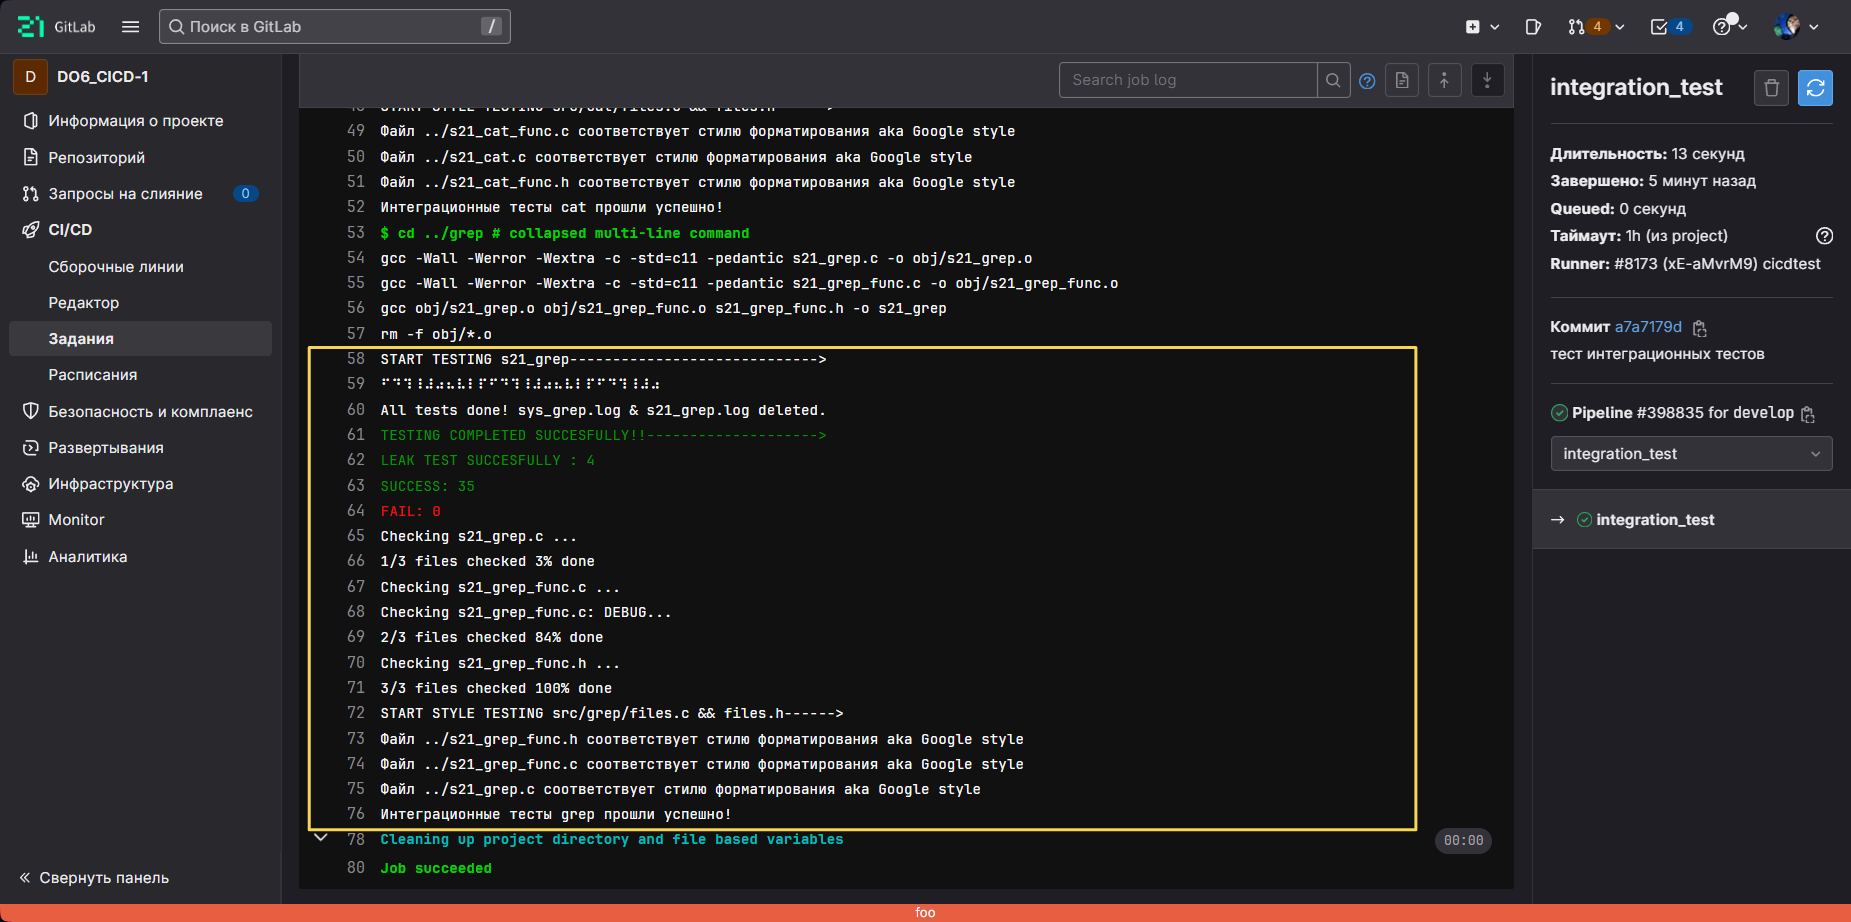 GitLab
Поиск в GitLab
/
4
4
D
DO6_CICD-1
Информация о проекте
Репозиторий
Запросы на слияние
0
CI/CD
Сборочные линии
Редактор
Задания
Расписания
Безопасность и комплаенс
Развертывания
Инфраструктура
Monitor
Аналитика
Свернуть панель
Search job log
49 Файл ../s21_cat_func.c соответствует стилю форматирования aka Google style
50 Файл ../s21_cat.c соответствует стилю форматирования aka Google style
51 Файл ../s21_cat_func.h соответствует стилю форматирования aka Google style
52 Интеграционные тесты cat прошли успешно!
53 $ cd ../grep # collapsed multi-line command
54 gcc -Wall -Werror -Wextra -c -std=c11 -pedantic s21_grep.c -o obj/s21_grep.o
55 gcc -Wall -Werror -Wextra -c -std=c11 -pedantic s21_grep_func.c -o obj/s21_grep_func.o
56 gcc obj/s21_grep.o obj/s21_grep_func.o s21_grep_func.h -o s21_grep
57 rm -f obj/*.o
58 START TESTING s21_grep----------------------------->
59
60 All tests done! sys_grep.log & s21_grep.log deleted.
61 TESTING COMPLETED SUCCESFULLY!!-------------------->
62 LEAK TEST SUCCESFULLY : 4
63 SUCCESS: 35
64 FAIL: 0
65 Checking s21_grep.c ...
66 1/3 files checked 3% done
67 Checking s21_grep_func.c ...
68 Checking s21_grep_func.c: DEBUG...
69 2/3 files checked 84% done
70 Checking s21_grep_func.h ...
71 3/3 files checked 100% done
72 START STYLE TESTING src/grep/files.c && files.h------>
73 Файл ../s21_grep_func.h соответствует стилю форматирования aka Google style
74 Файл ../s21_grep_func.c соответствует стилю форматирования aka Google style
75 Файл ../s21_grep.c соответствует стилю форматирования aka Google style
76 Интеграционные тесты grep прошли успешно!
78 Cleaning up project directory and file based variables
00:00
80 Job succeeded
integration_test
Длительность: 13 секунд
Завершено: 5 минут назад
Queued: 0 секунд
Таймаут: 1h (из project)
Runner: #8173 (xE-aMvrM9) cicdtest
Коммит a7a7179d
тест интеграционных тестов
Pipeline #398835 for develop
integration_test
→ integration_test
foo